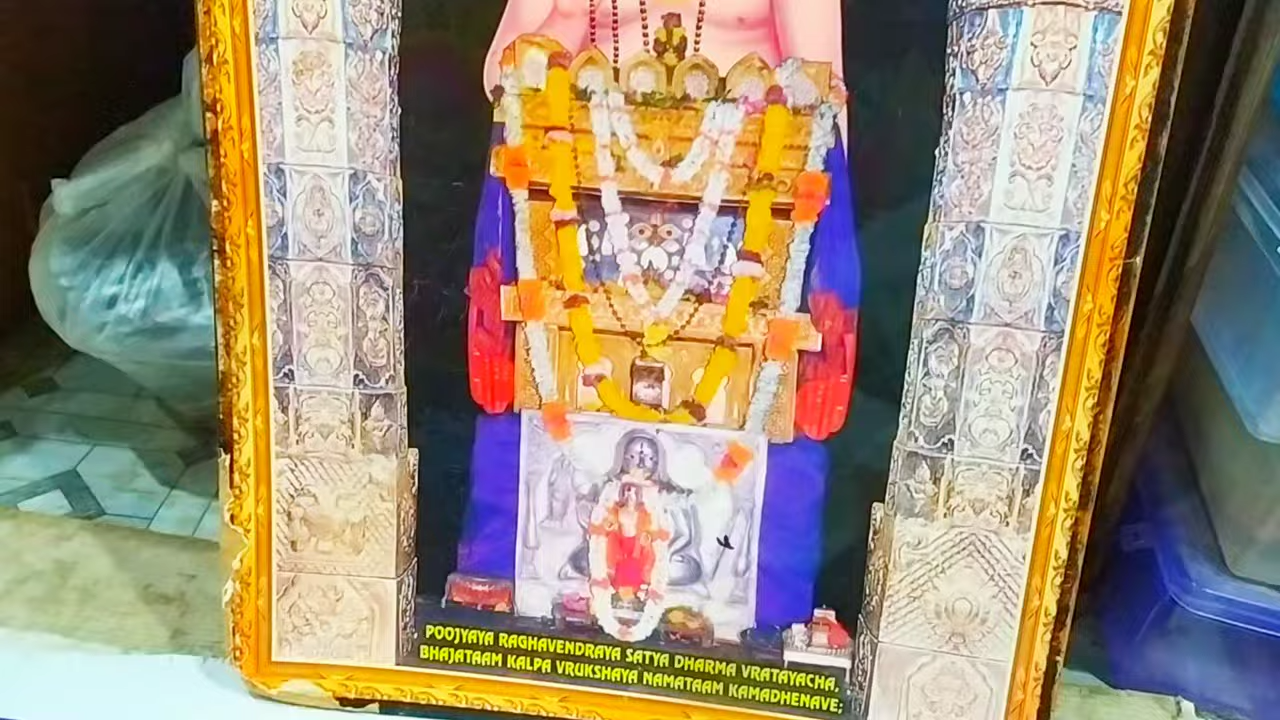 POOJYAYA RAGHAVENDRAYA SATYA DHARMA VRATAYACHA,
BHAJATAAM KALPA VRUKSHAYA NAMATAAM KAMADHENAVE;